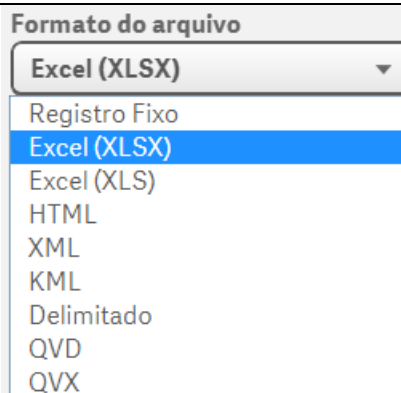 Formato do arquivo
Excel (XLSX)
Registro Fixo
Excel (XLSX)
Excel (XLS)
HTML
XML
KML
Delimitado
QVD
QVX